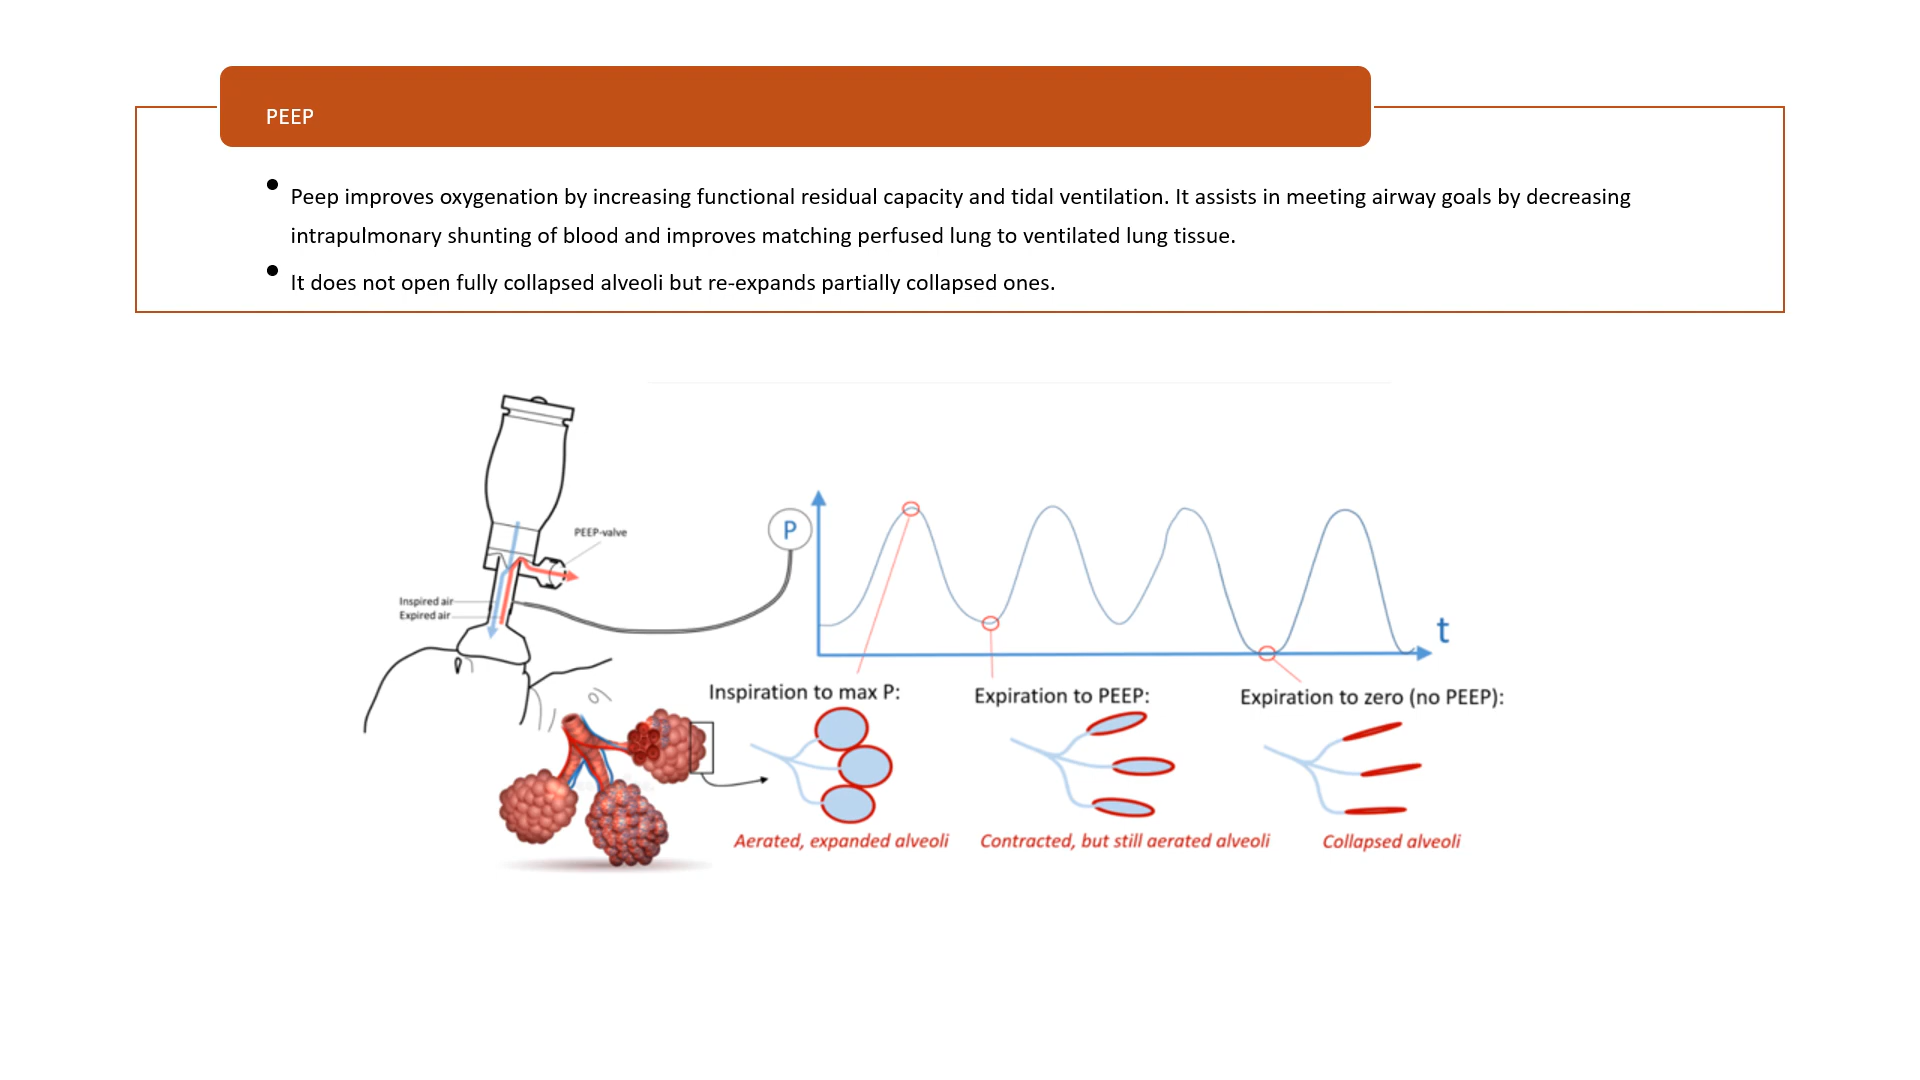 PEEP
Peep improves oxygenation by increasing functional residual capacity and tidal ventilation. It assists in meeting airway goals by decreasing
intrapulmonary shunting of blood and improves matching perfused lung to ventilated lung tissue.
It does not open fully collapsed alveoli but re-expands partially collapsed ones.
PEEP-valve
P
Inspired air
Expired air
t
Inspiration to max P:
Expiration to PEEP:
Expiration to zero (no PEEP):
Aerated, expanded alveoli
Contracted, but still aerated alveoli
Collapsed alveoli